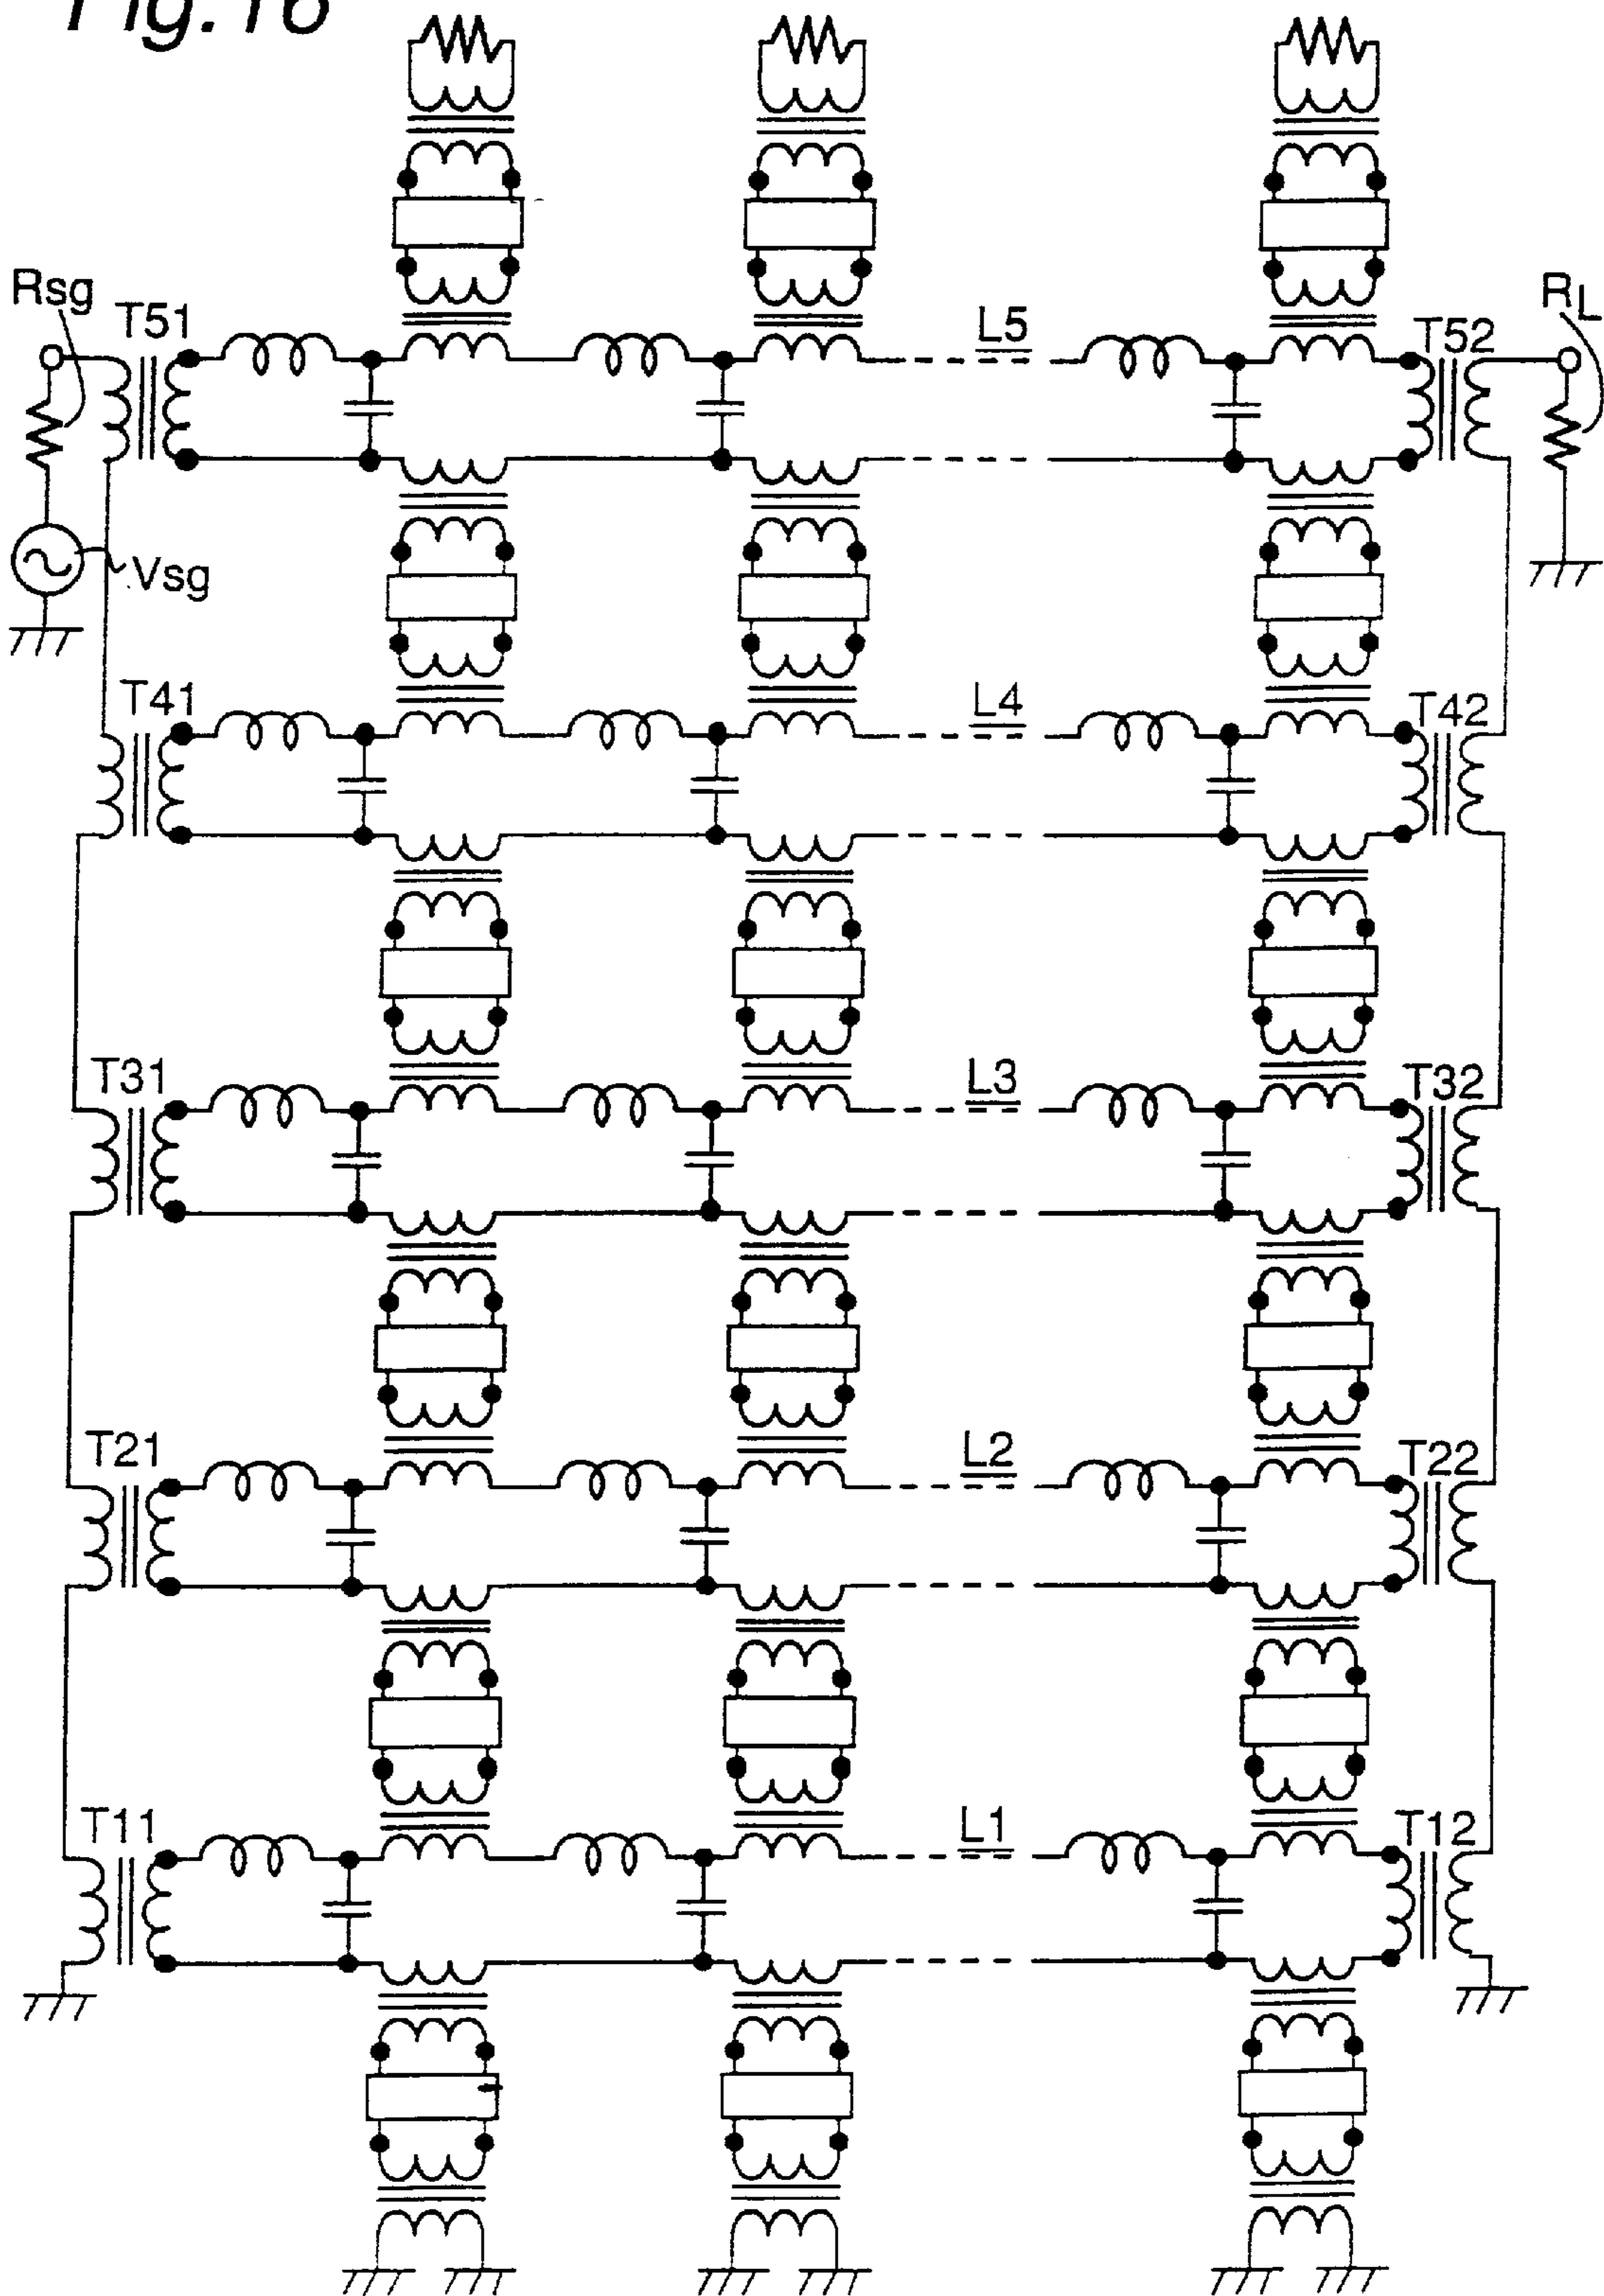 Fig.16
Rsg
T51
L5
T52
RL
Vsg
T41
L4
T42
T31
L3
T32
T21
L2
T22
T11
L1
T12